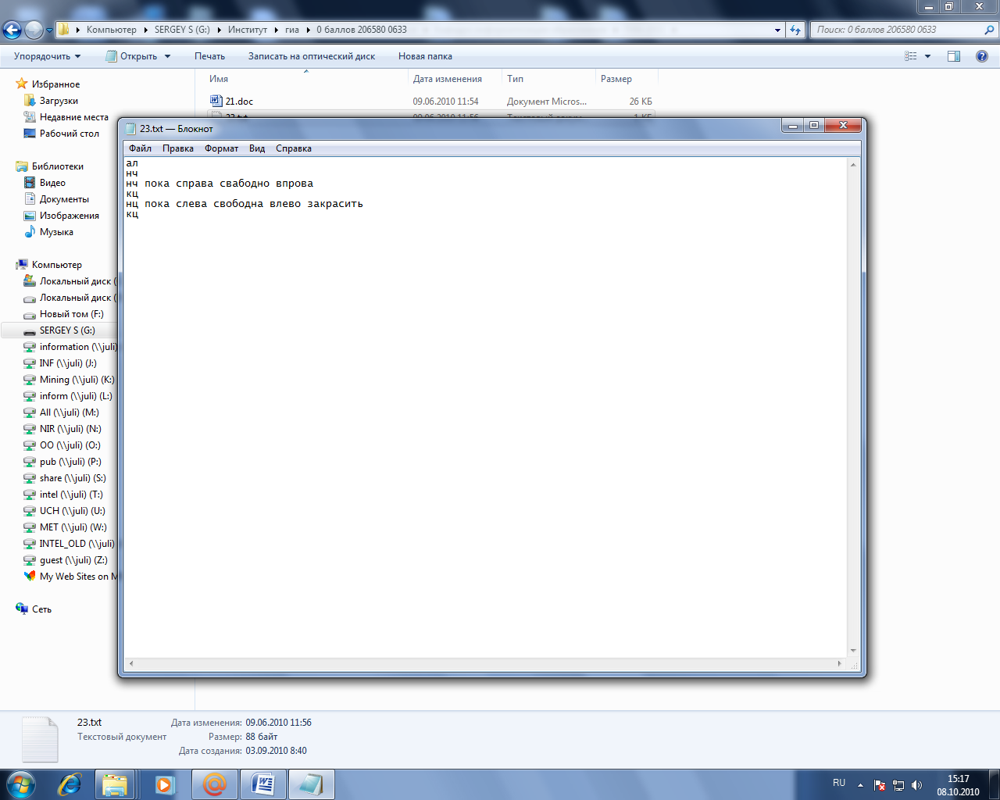 Компьютер SERGEY S (G:) Институт гиа 0 баллов 206580 0633
Поиск: 0 баллов 206580 0633
Упорядочить Открыть Печать Записать на оптический диск Новая папка
Имя Дата изменения Тип Размер
21.doc 09.06.2010 11:54 Документ Micros... 26 КБ
23.txt — Блокнот
Файл Правка Формат Вид Справка
ал
нч
нч пока справа свабодно впрова
кц
нц пока слева свободна влево закрасить
кц
Избранное
Загрузки
Недавние места
Рабочий стол
Библиотеки
Видео
Документы
Изображения
Музыка
Компьютер
Локальный диск (
Локальный диск (
Новый том (F:)
SERGEY S (G:)
information (\\juli)
INF (\\juli) (J:)
Mining (\\juli) (K:)
inform (\\juli) (L:)
All (\\juli) (M:)
NIR (\\juli) (N:)
OO (\\juli) (O:)
pub (\\juli) (P:)
share (\\juli) (S:)
intel (\\juli) (T:)
UCH (\\juli) (U:)
MET (\\juli) (W:)
INTEL_OLD (\\juli)
guest (\\juli) (Z:)
My Web Sites on M
Сеть
23.txt Дата изменения: 09.06.2010 11:56
Текстовый документ Размер: 88 байт
Дата создания: 03.09.2010 8:40
RU 15:17
08.10.2010